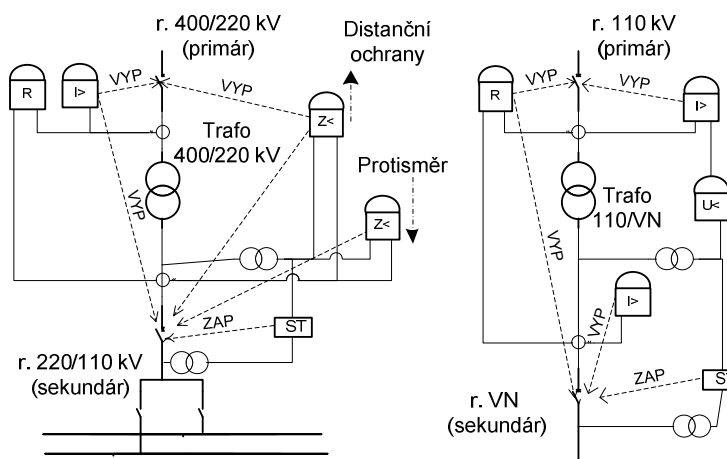 r. 400/220 kV
(primár)
Distanční
ochrany
R
I>
VYP
VYP
Z<
Trafo
400/220 kV
Protisměr
VYP
Z<
ZAP
ST
r. 220/110 kV
(sekundár)
r. 110 kV
(primár)
R
VYP
VYP
I>
Trafo
110/VN
U<
VYP
I>
VYP
ZAP
ST
r. VN
(sekundár)